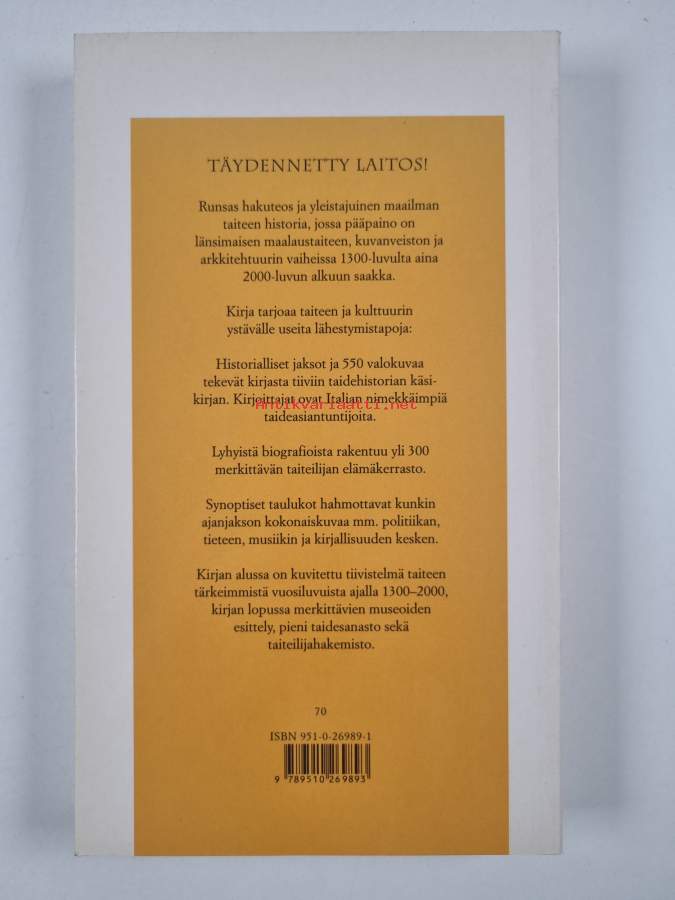 TÄYDENNETTY LAITOS!
Runsas hakuteos ja yleistajuinen maailman
taiteen historia, jossa pääpaino on
länsimaisen maalaustaiteen, kuvanveiston ja
arkkitehtuurin vaiheissa 1300-luvulta aina
2000-luvun alkuun saakka.
Kirja tarjoaa taiteen ja kulttuurin
ystävälle useita lähestymistapoja:
Historialliset jaksot ja 550 valokuvaa
tekevät kirjasta tiiviin taidehistorian käsi-
kirjan. Kirjoittajat ovat Italian nimekkäimpiä
Antikvariaatti.net
taideasiantuntijoita.
Lyhyistä biografioista rakentuu yli 300
merkittävän taiteilijan elämäkerrasto.
Synoptiset taulukot hahmottavat kunkin
ajanjakson kokonaiskuvaa mm. politiikan,
tieteen, musiikin ja kirjallisuuden kesken.
Kirjan alussa on kuvitettu tiivistelmä taiteen
tärkeimmistä vuosiluvuista ajalla 1300–2000,
kirjan lopussa merkittävien museoiden
esittely, pieni taidesanasto sekä
taiteilijahakemisto.
70
ISBN 951-0-26989-1
9 789510 269893